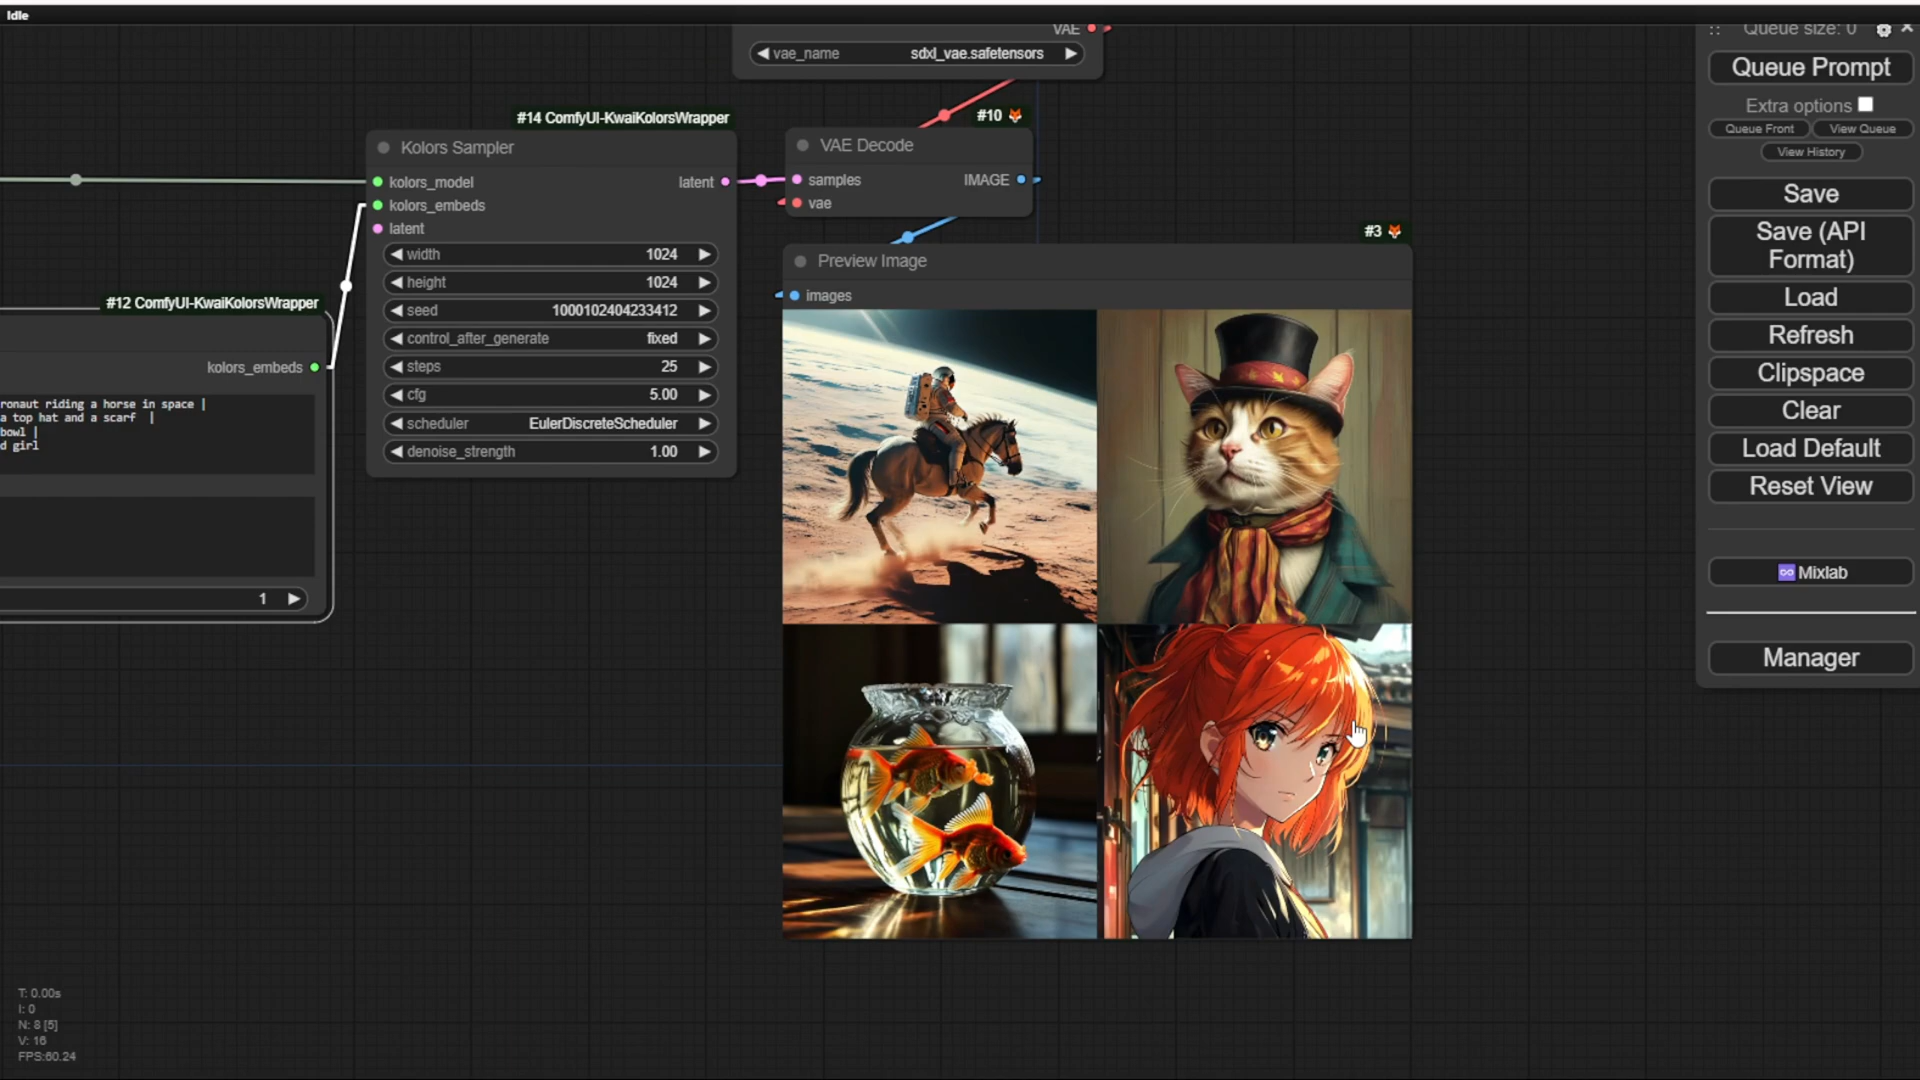 Idle
VAE
vae_name sdxl_vae.safetensors
#14 ComfyUI-KwaiKolorsWrapper
Kolors Sampler
kolors_model latent
kolors_embeds
latent
width 1024
height 1024
seed 1000102404233412
control_after_generate fixed
steps 25
cfg 5.00
scheduler EulerDiscreteScheduler
denoise_strength 1.00
#10
VAE Decode
samples IMAGE
vae
#3
Preview Image
images
#12 ComfyUI-KwaiKolorsWrapper
kolors_embeds
ronaut riding a horse in space |
a top hat and a scarf |
bowl |
d girl
1
Queue size: 0
Queue Prompt
Extra options
Queue Front View Queue
View History
Save
Save (API
Format)
Load
Refresh
Clipspace
Clear
Load Default
Reset View
Mixlab
Manager
T: 0.00s
I: 0
N: 8 [5]
V: 16
FPS:60.24